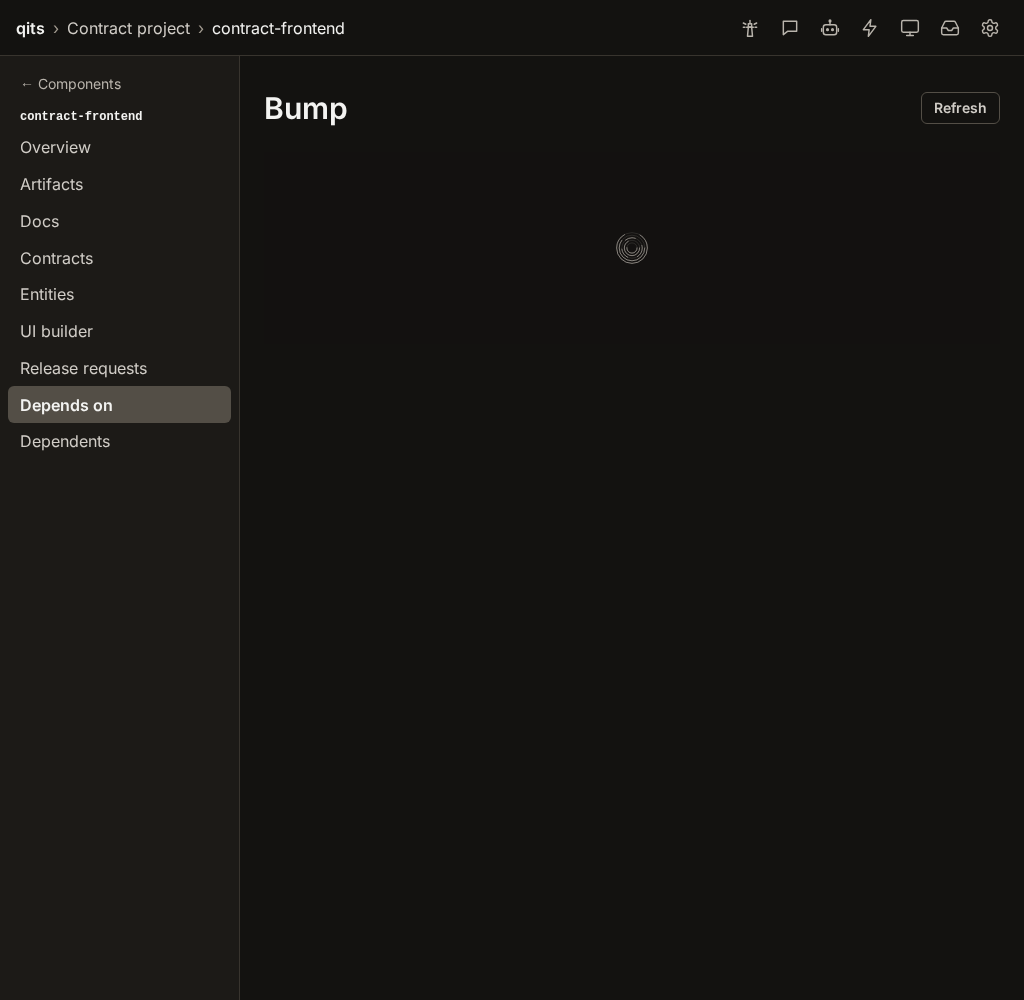 qits › Contract project › contract-frontend
← Components
contract-frontend
Overview
Artifacts
Docs
Contracts
Entities
UI builder
Release requests
Depends on
Dependents
Bump
Refresh